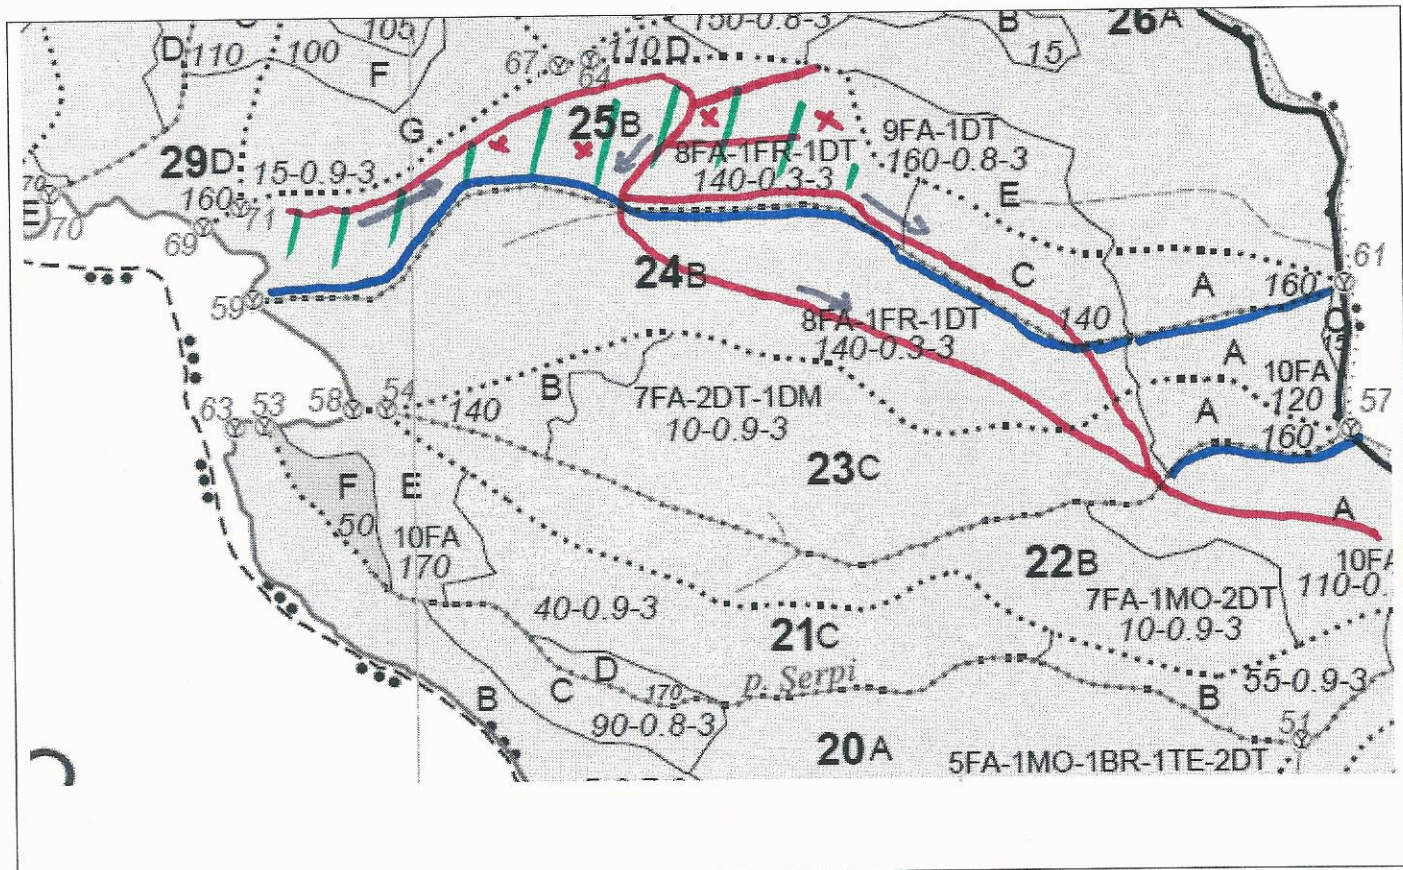 105
150-0.8-3
B
26A
D 110
100
F
15
67
64
110 D
G
25B
9FA-1DT
160-0.8-3
8FA-1FR-1DT
140-0.3-3
29D
15-0.9-3
E
70
160
71
E
70
69
61
24B
C
A
160
59
8FA-1FR-1DT
140-0.3-3
140
A
10FA
120
57
63
53
58
54
140
B
7FA-2DT-1DM
10-0.9-3
A
160
23C
F
E
50
10FA
170
A
22B
10FA
110-0.
7FA-1MO-2DT
10-0.9-3
40-0.9-3
21C
p. Serpi
D
C
170
B
90-0.8-3
55-0.9-3
B
51
20A
5FA-1MO-1BR-1TE-2DT